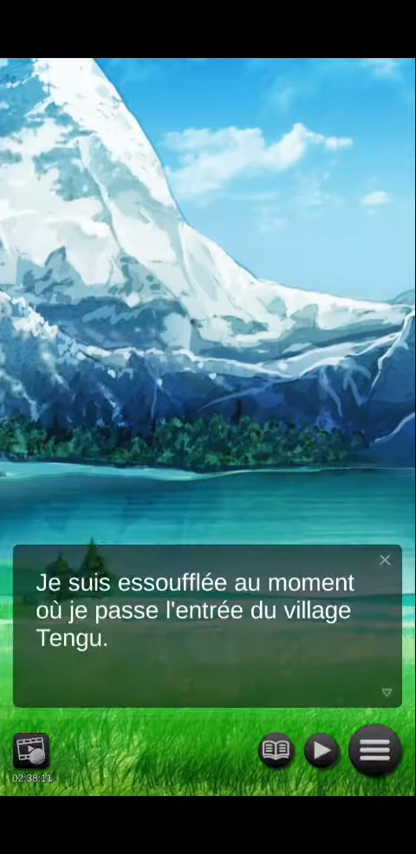 Je suis essoufflée au moment
où je passe l'entrée du village
Tengu.
02:38:11